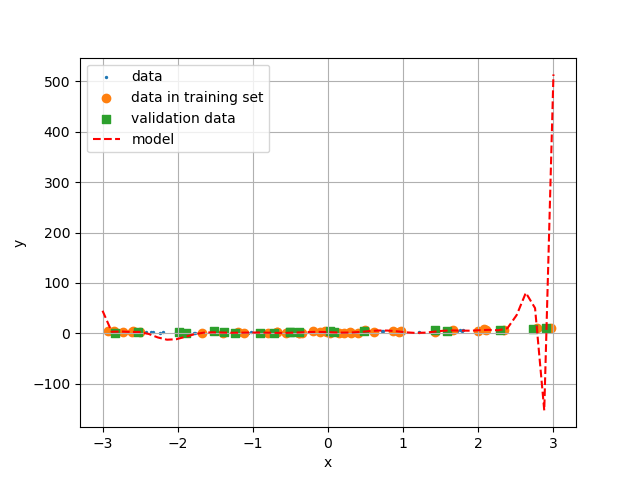 500
400
300
200
100
0
−100
y
−3
−2
−1
0
1
2
3
x
data
data in training set
validation data
model